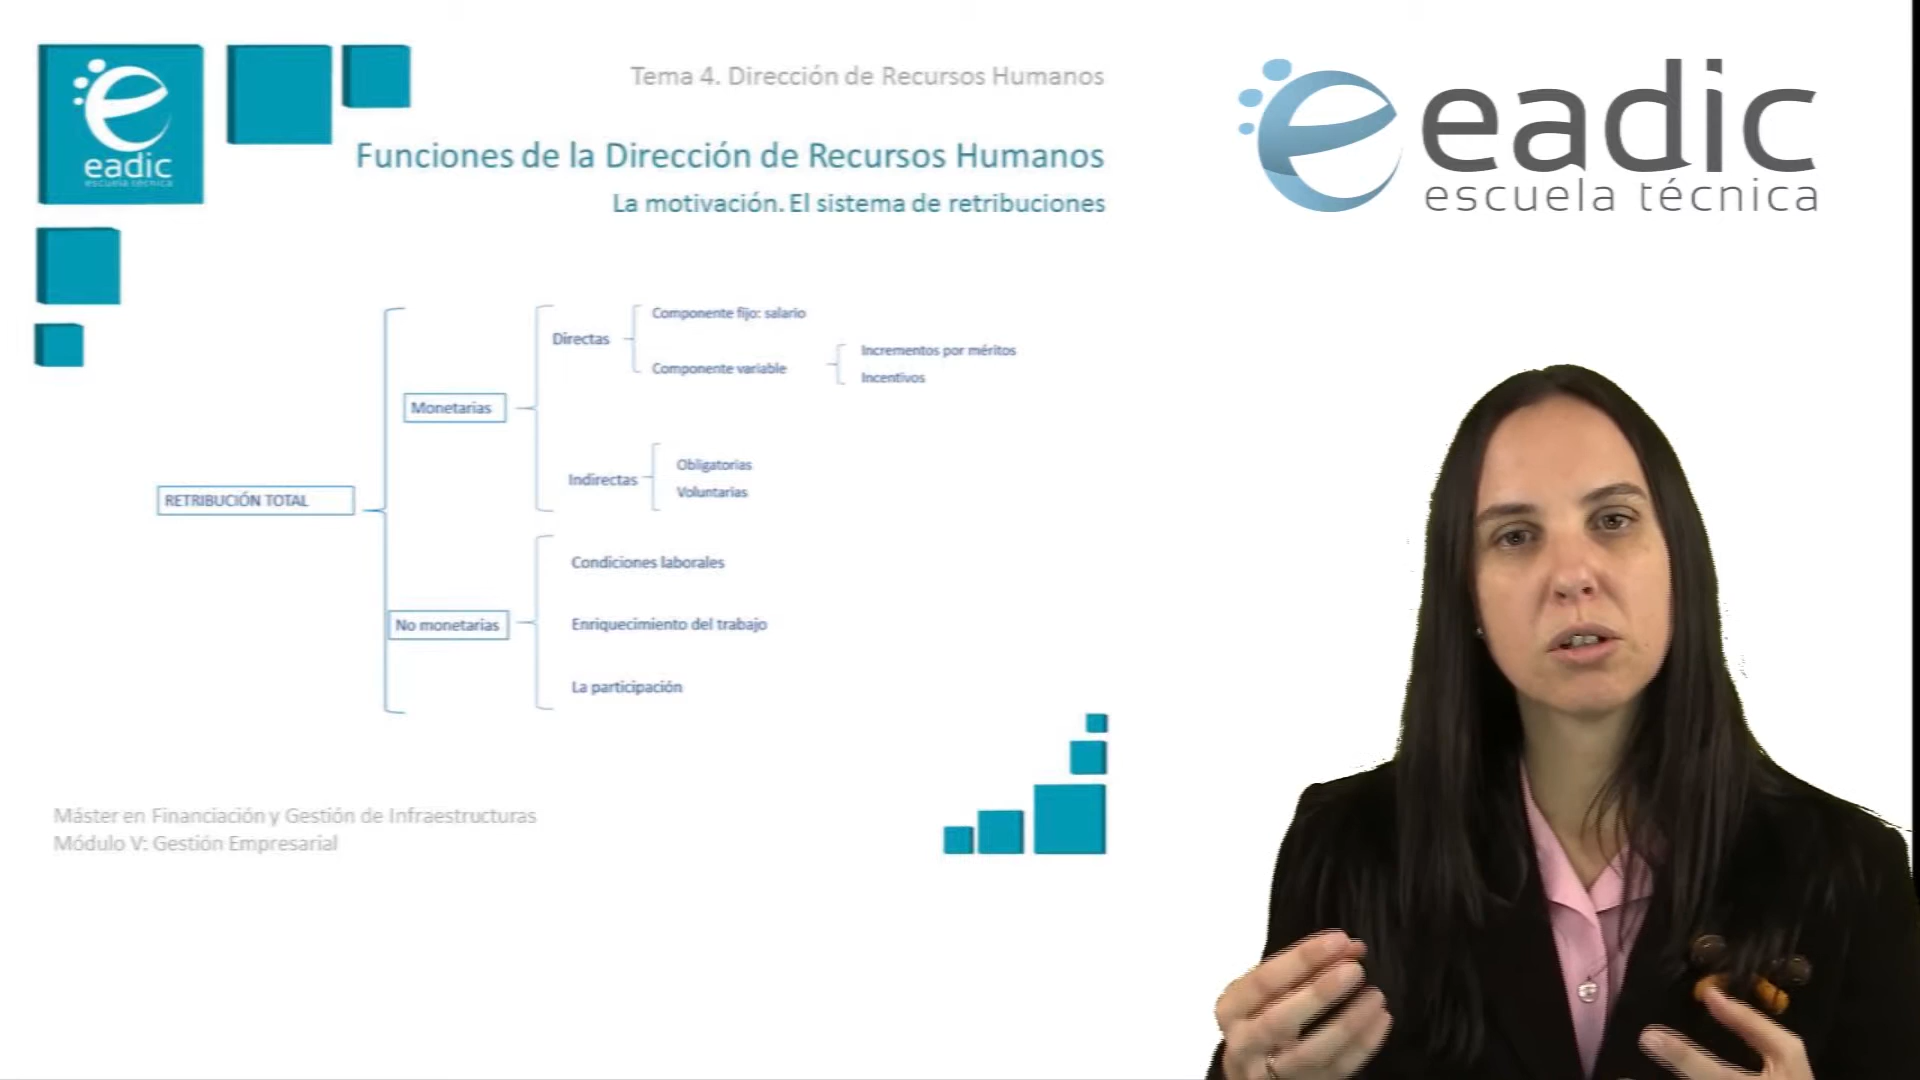 eadic
escuela técnica
Tema 4. Dirección de Recursos Humanos
Funciones de la Dirección de Recursos Humanos
La motivación. El sistema de retribuciones
eadic
escuela técnica
Componente fijo: salario
Directas
Incrementos por méritos
Componente variable
Incentivos
Monetarias
Obligatorias
Indirectas
Voluntarias
RETRIBUCIÓN TOTAL
Condiciones laborales
No monetarias
Enriquecimiento del trabajo
La participación
Máster en Financiación y Gestión de Infraestructuras
Módulo V: Gestión Empresarial